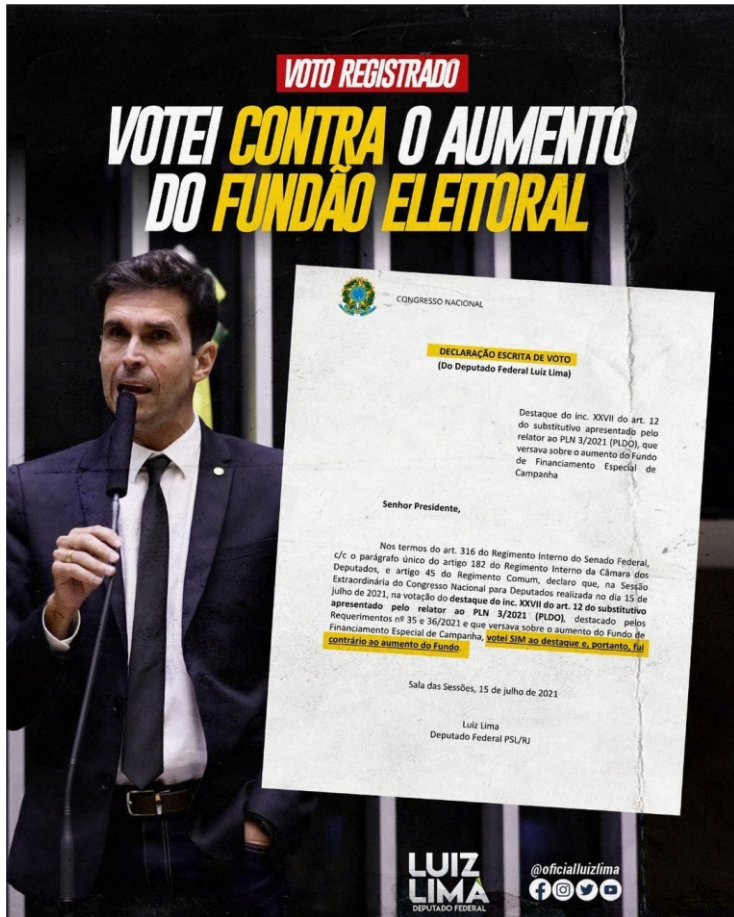 VOTO REGISTRADO
VOTEI CONTRA O AUMENTO
DO FUNDÃO ELEITORAL
CONGRESSO NACIONAL
DECLARAÇÃO ESCRITA DE VOTO
(Do Deputado Federal Luiz Lima)
Destaque do inc. XXVII do art. 12
do substitutivo apresentado pelo
relator ao PLN 3/2021 (PLDO), que
versava sobre o aumento do Fundo
de Financiamento Especial de
Campanha
Senhor Presidente,
Nos termos do art. 316 do Regimento Interno do Senado Federal,
c/c o parágrafo único do artigo 182 do Regimento Interno da Câmara dos
Deputados, e artigo 45 do Regimento Comum, declaro que, na Sessão
Extraordinária do Congresso Nacional para Deputados realizada no dia 15 de
julho de 2021, na votação do destaque do inc. XXVII do art. 12 do substitutivo
apresentado pelo relator ao PLN 3/2021 (PLDO), destacado pelos
Requerimentos nº 35 e 36/2021 e que versava sobre o aumento do Fundo de
Financiamento Especial de Campanha, votei SIM ao destaque e, portanto, fui
contrário ao aumento do Fundo.
Sala das Sessões, 15 de julho de 2021
Luiz Lima
Deputado Federal PSL/RJ
LUIZ
LIMA
DEPUTADO FEDERAL
@oficialluizlima